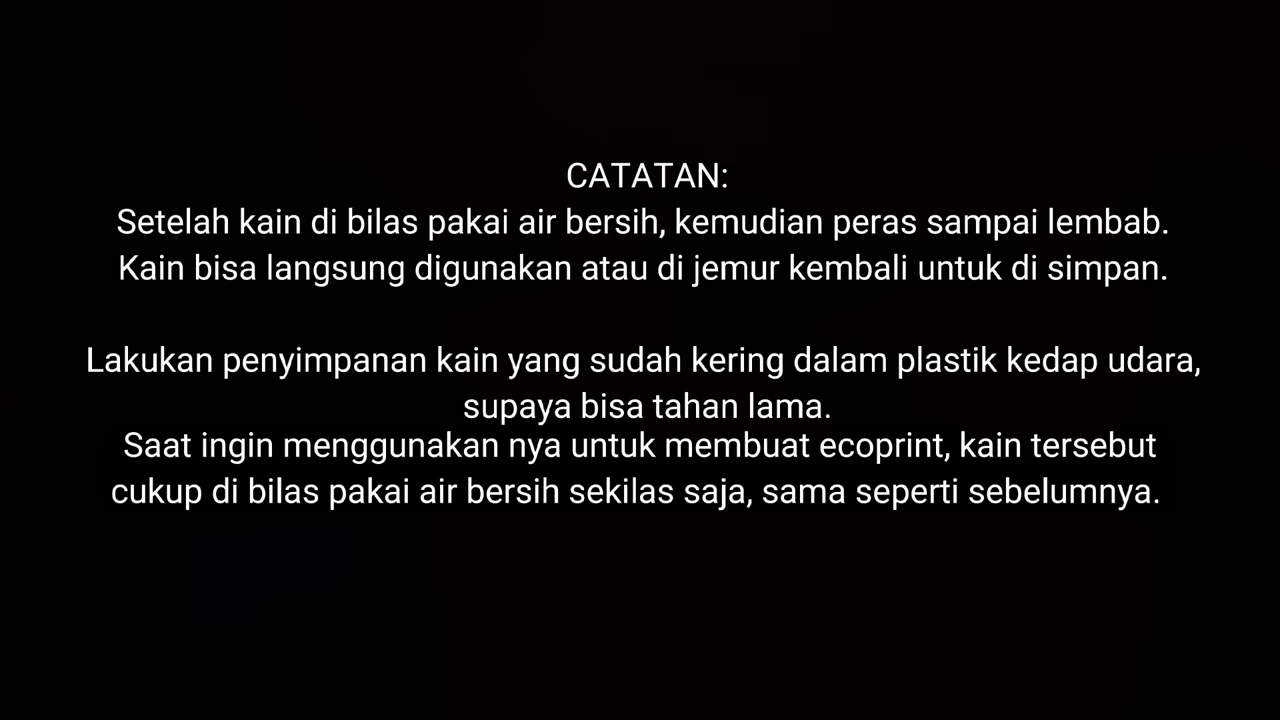 CATATAN:
Setelah kain di bilas pakai air bersih, kemudian peras sampai lembab.
Kain bisa langsung digunakan atau di jemur kembali untuk di simpan.
Lakukan penyimpanan kain yang sudah kering dalam plastik kedap udara,
supaya bisa tahan lama.
Saat ingin menggunakan nya untuk membuat ecoprint, kain tersebut
cukup di bilas pakai air bersih sekilas saja, sama seperti sebelumnya.